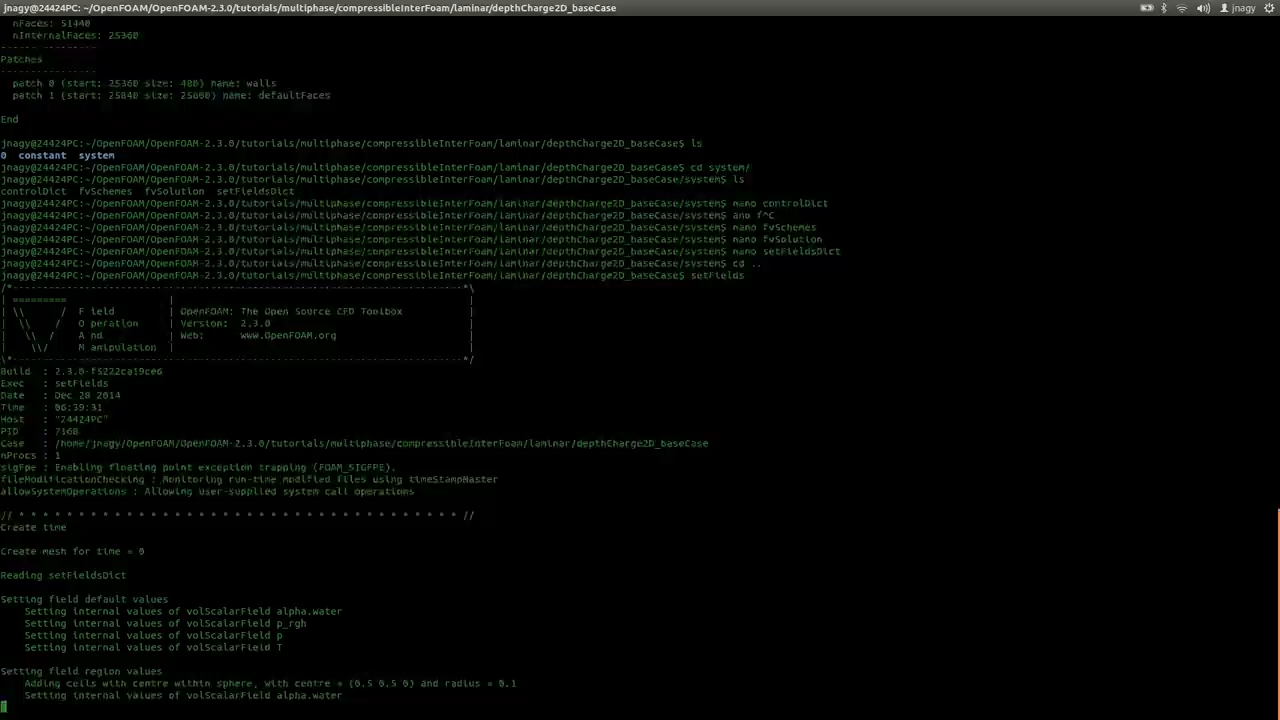 jnagy@24424PC: ~/OpenFOAM/OpenFOAM-2.3.0/tutorials/multiphase/compressibleInterFoam/laminar/depthCharge2D_baseCase
jnagy
nFaces: 51440
nInternalFaces: 25360
------ ---------
Patches
----------------
patch 0 (start: 25360 size: 480) name: walls
patch 1 (start: 25840 size: 25600) name: defaultFaces
End
jnagy@24424PC:~/OpenFOAM/OpenFOAM-2.3.0/tutorials/multiphase/compressibleInterFoam/laminar/depthCharge2D_baseCase$ ls
0  constant  system
jnagy@24424PC:~/OpenFOAM/OpenFOAM-2.3.0/tutorials/multiphase/compressibleInterFoam/laminar/depthCharge2D_baseCase$ cd system/
jnagy@24424PC:~/OpenFOAM/OpenFOAM-2.3.0/tutorials/multiphase/compressibleInterFoam/laminar/depthCharge2D_baseCase/system$ ls
controlDict  fvSchemes  fvSolution  setFieldsDict
jnagy@24424PC:~/OpenFOAM/OpenFOAM-2.3.0/tutorials/multiphase/compressibleInterFoam/laminar/depthCharge2D_baseCase/system$ nano controlDict
jnagy@24424PC:~/OpenFOAM/OpenFOAM-2.3.0/tutorials/multiphase/compressibleInterFoam/laminar/depthCharge2D_baseCase/system$ ano f^C
jnagy@24424PC:~/OpenFOAM/OpenFOAM-2.3.0/tutorials/multiphase/compressibleInterFoam/laminar/depthCharge2D_baseCase/system$ nano fvSchemes
jnagy@24424PC:~/OpenFOAM/OpenFOAM-2.3.0/tutorials/multiphase/compressibleInterFoam/laminar/depthCharge2D_baseCase/system$ nano fvSolution
jnagy@24424PC:~/OpenFOAM/OpenFOAM-2.3.0/tutorials/multiphase/compressibleInterFoam/laminar/depthCharge2D_baseCase/system$ nano setFieldsDict
jnagy@24424PC:~/OpenFOAM/OpenFOAM-2.3.0/tutorials/multiphase/compressibleInterFoam/laminar/depthCharge2D_baseCase/system$ cd ..
jnagy@24424PC:~/OpenFOAM/OpenFOAM-2.3.0/tutorials/multiphase/compressibleInterFoam/laminar/depthCharge2D_baseCase$ setFields
/*---------------------------------------------------------------------------*\
| =========                 |                                                 |
| \\      /  F ield         | OpenFOAM: The Open Source CFD Toolbox           |
|  \\    /   O peration     | Version:  2.3.0                                 |
|   \\  /    A nd           | Web:      www.OpenFOAM.org                      |
|    \\/     M anipulation  |                                                 |
\*---------------------------------------------------------------------------*/
Build  : 2.3.0-f5222ca19ce6
Exec   : setFields
Date   : Dec 28 2014
Time   : 06:39:31
Host   : "24424PC"
PID    : 7168
Case   : /home/jnagy/OpenFOAM/OpenFOAM-2.3.0/tutorials/multiphase/compressibleInterFoam/laminar/depthCharge2D_baseCase
nProcs : 1
sigFpe : Enabling floating point exception trapping (FOAM_SIGFPE).
fileModificationChecking : Monitoring run-time modified files using timeStampMaster
allowSystemOperations : Allowing user-supplied system call operations
// * * * * * * * * * * * * * * * * * * * * * * * * * * * * * * * * * * * * * //
Create time
Create mesh for time = 0
Reading setFieldsDict
Setting field default values
Setting internal values of volScalarField alpha.water
Setting internal values of volScalarField p_rgh
Setting internal values of volScalarField p
Setting internal values of volScalarField T
Setting field region values
Adding cells with centre within sphere, with centre = (0.5 0.5 0) and radius = 0.1
Setting internal values of volScalarField alpha.water